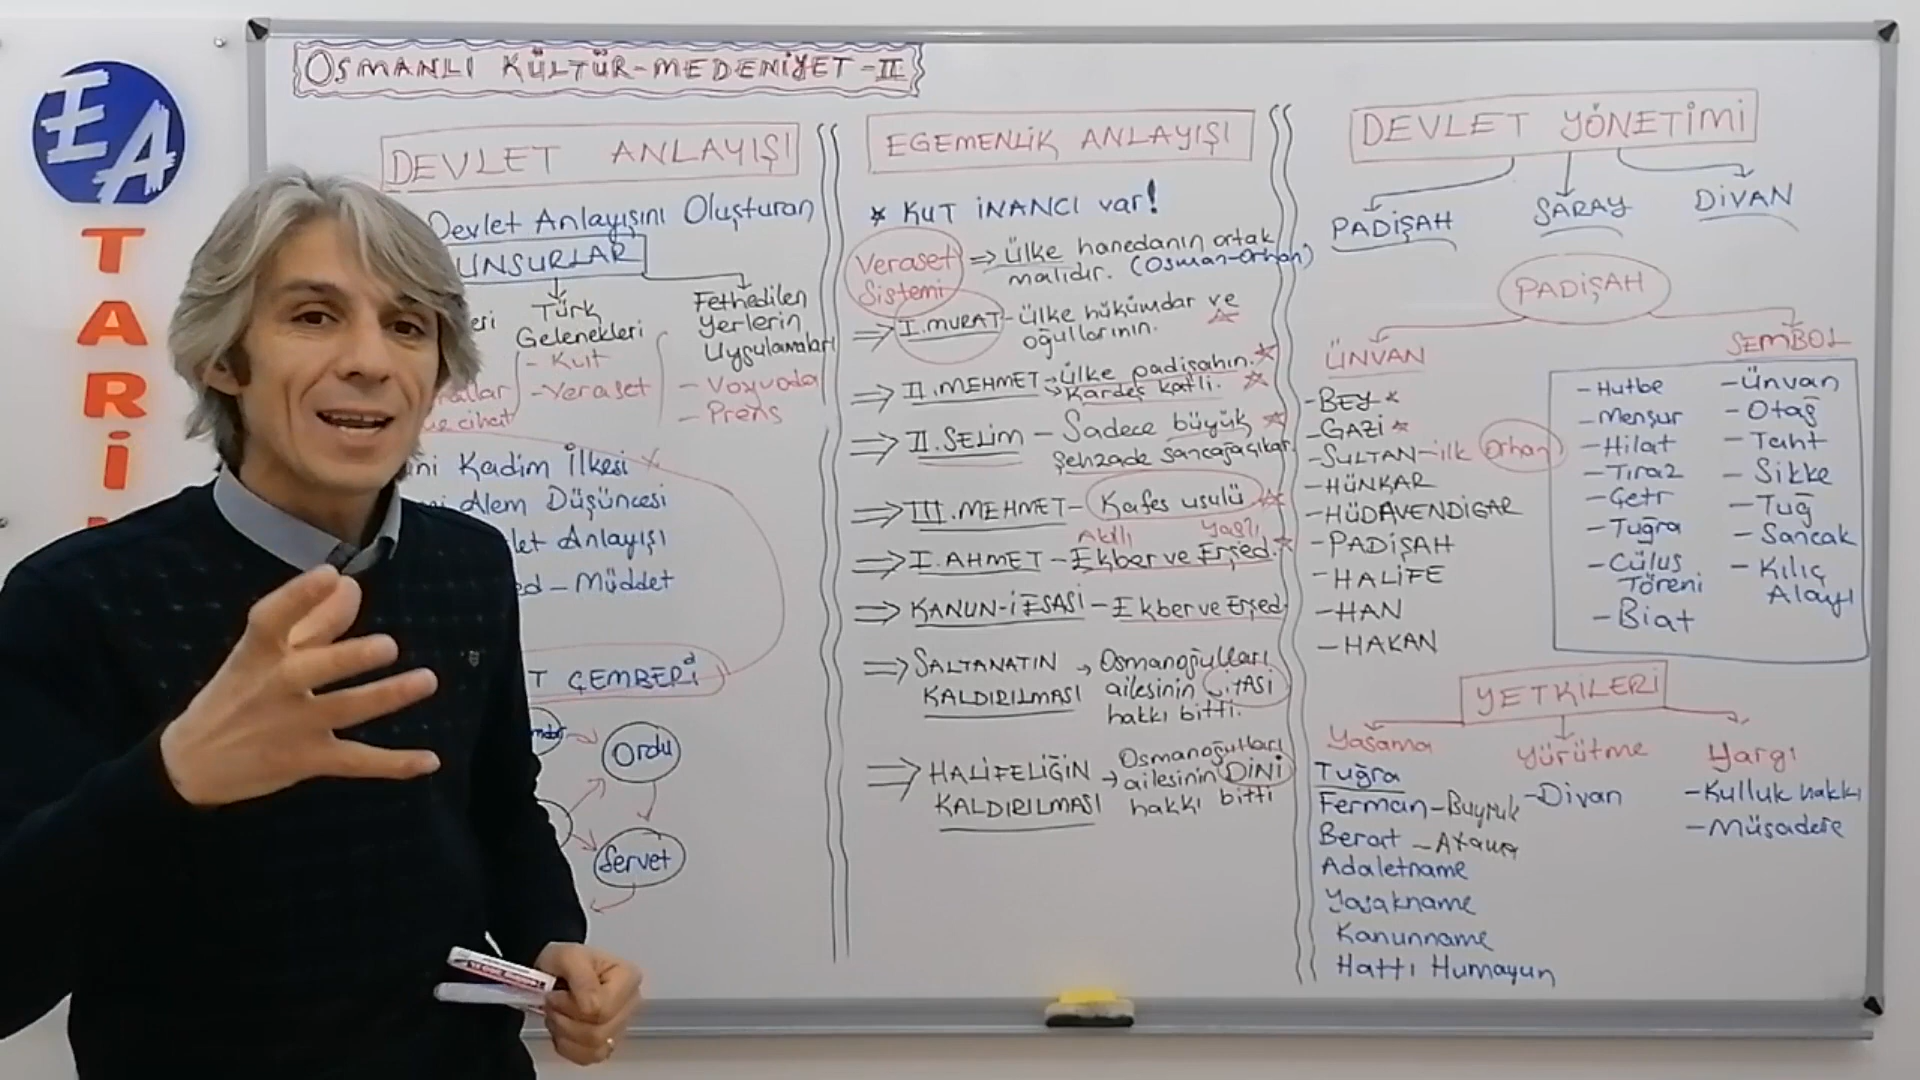 EA
TARİ
OSMANLI KÜLTÜR-MEDENİYET-II
DEVLET ANLAYIŞI
Devlet Anlayışını Oluşturan
UNSURLAR
Türk
Gelenekleri
- Kut
- Veraset
Fethedilen
Yerlerin
Uygulamaları
- Voyvoda
- Prens
Kadim İlkesi
Alem Düşüncesi
Anlayışı
Müddet
ÇEMBERİ
Ordu
Servet
EGEMENLİK ANLAYIŞI
* KUT İNANCI var!
Veraset Sistemi => Ülke hanedanın ortak
malıdır. (Osman-Orhan)
=> I. MURAT - Ülke hükümdar ve
oğullarının.
=> II. MEHMET - Ülke padişahın.
Kardeş katli.
=> II. SELİM - Sadece büyük
şehzade sancağa çıkar
=> III. MEHMET - Kafes usulü
Akıllı Yaşlı
=> I. AHMET - Ekber ve Erşed.
=> KANUN-İ ESASİ - Ekber ve Erşed
=> SALTANATIN KALDIRILMASI → Osmanoğulları
ailesinin SİYASİ
hakkı bitti.
=> HALİFELİĞİN KALDIRILMASI → Osmanoğulları
ailesinin DİNİ
hakkı bitti
DEVLET YÖNETİMİ
PADİŞAH SARAY DİVAN
PADİŞAH
ÜNVAN
- BEY *
- GAZİ *
- SULTAN - ilk Orhan
- HÜNKAR
- HÜDAVENDİGAR
- PADİŞAH
- HALİFE
- HAN
- HAKAN
SEMBOL
- Hutbe
- Menşur
- Hilat
- Tıraz
- Çetr
- Tuğra
- Cülus
Töreni
- Biat
- Ünvan
- Otağ
- Taht
- Sikke
- Tuğ
- Sancak
- Kılıç
Alayı
YETKİLERİ
Yasama
Tuğra
Ferman - Buyruk
Berat - Atama
Adaletname
Yasakname
Kanunname
Hattı Humayun
Yürütme
- Divan
Yargı
- Kulluk hakkı
- Müsadere